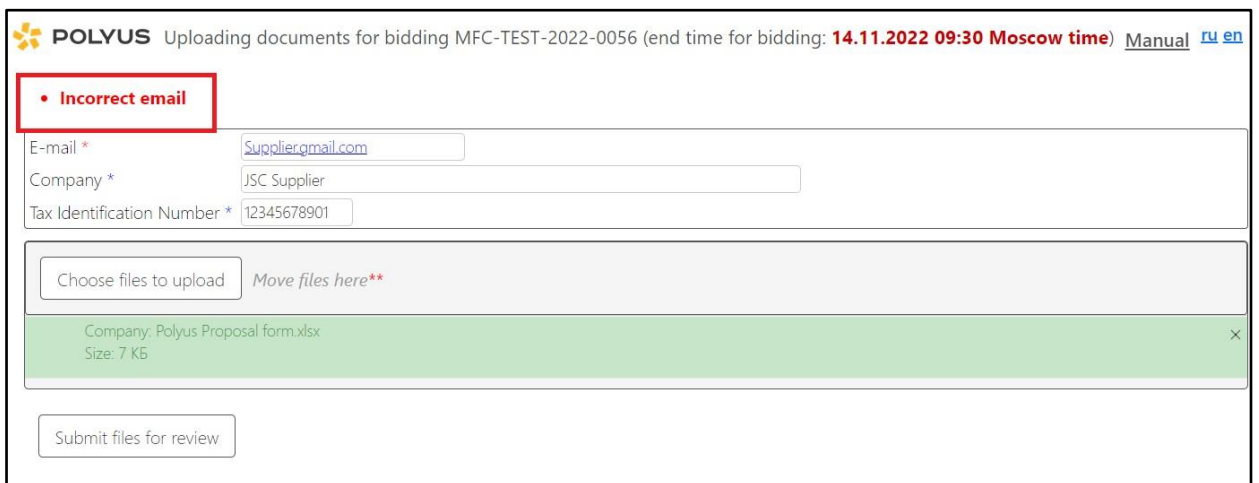 POLYUS Uploading documents for bidding MFC-TEST-2022-0056 (end time for bidding: 14.11.2022 09:30 Moscow time) Manual ru en
• Incorrect email
E-mail * Supplier.gmail.com
Company * JSC Supplier
Tax Identification Number * 12345678901
Choose files to upload Move files here**
Company: Polyus Proposal form.xlsx ×
Size: 7 КБ
Submit files for review